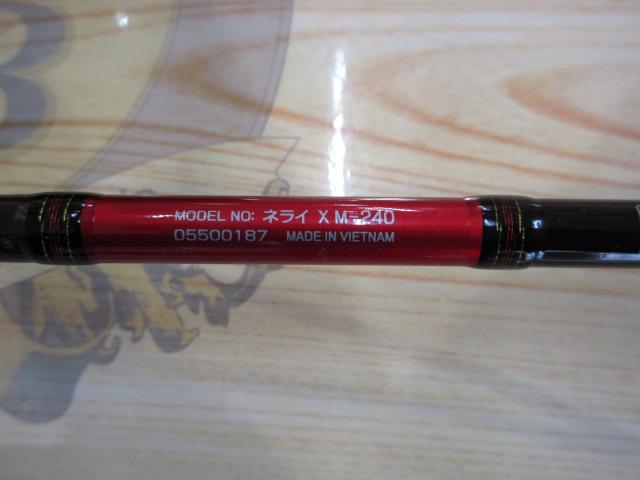 MODEL NO: ネライ X M-240
05500187 MADE IN VIETNAM